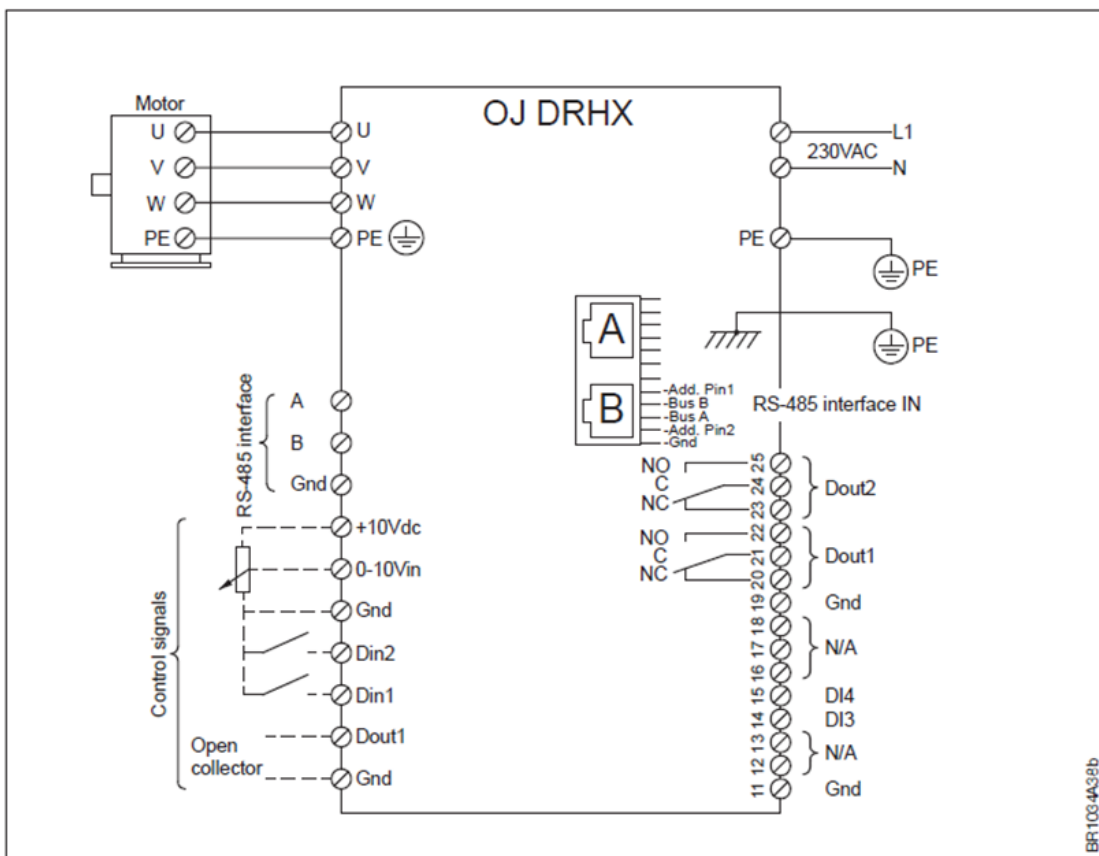 OJ DRHX
Motor
U
V
W
PE
U
V
W
PE
L1
230VAC
N
PE
PE
PE
A
B
-Add. Pin1
-Bus B
-Bus A
-Add. Pin2
-Gnd
RS-485 interface IN
RS-485 interface
A
B
Gnd
Control signals
+10Vdc
0-10Vin
Gnd
Din2
Din1
Dout1
Gnd
Open
collector
NO
C
NC
25
24
23
Dout2
NO
C
NC
22
21
20
Dout1
19
Gnd
18
17
16
N/A
15
DI4
14
DI3
13
12
N/A
11
Gnd
BR1034A38b